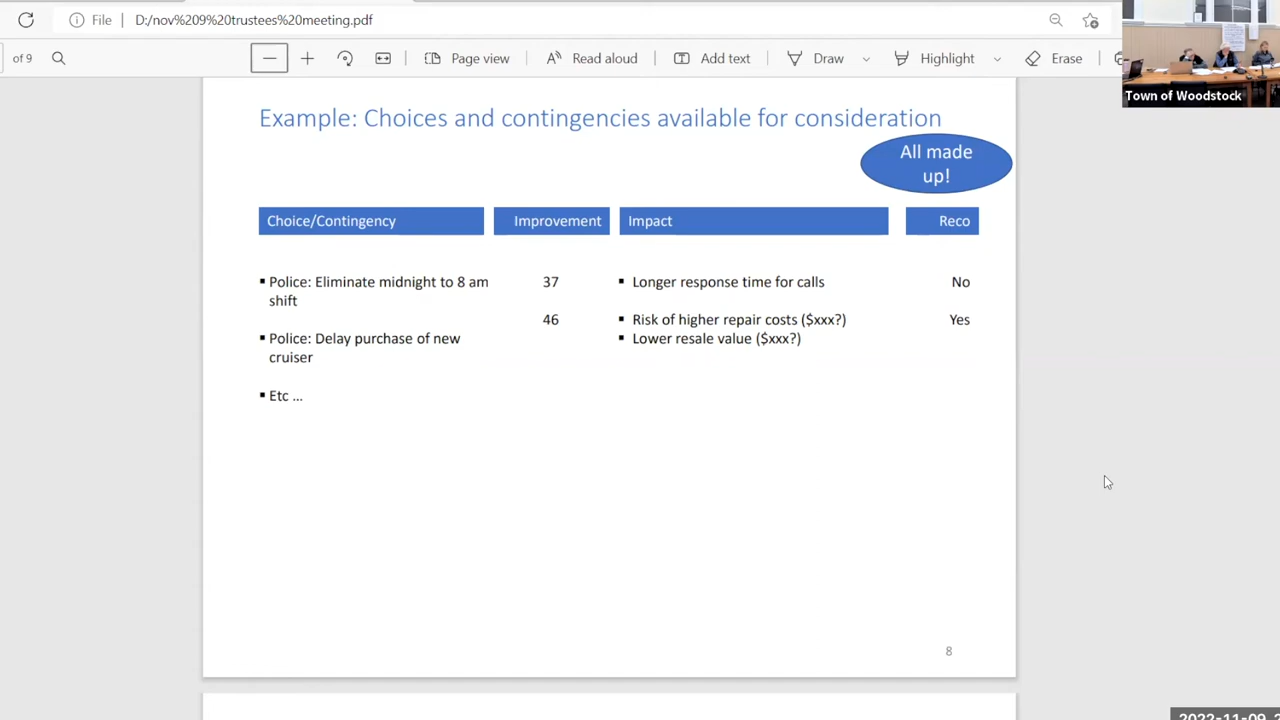 File
D:/nov%209%20trustees%20meeting.pdf
of 9
Page view
Read aloud
Add text
Draw
Highlight
Erase
Town of Woodstock
Example: Choices and contingencies available for consideration
All made
up!
Choice/Contingency
Improvement
Impact
Reco
▪ Police: Eliminate midnight to 8 am
shift
37
▪ Longer response time for calls
No
46
▪ Risk of higher repair costs ($xxx?)
Yes
▪ Police: Delay purchase of new
cruiser
▪ Lower resale value ($xxx?)
▪ Etc ...
8